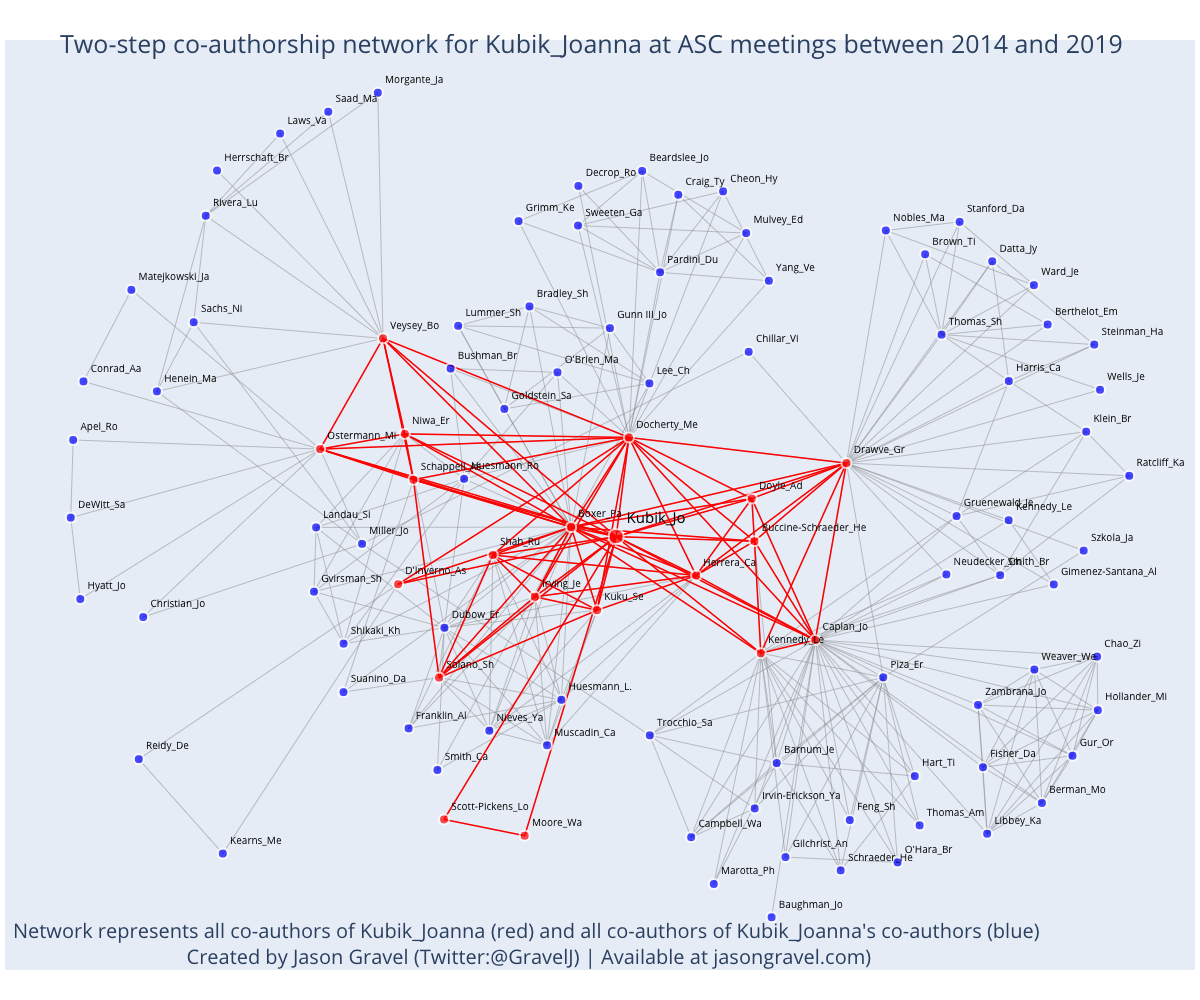 Two-step co-authorship network for Kubik_Joanna at ASC meetings between 2014 and 2019
Morgante_Ja
Saad_Ma
Laws_Va
Herrschaft_Br
Rivera_Lu
Beardslee_Jo
Decrop_Ro
Craig_Ty
Cheon_Hy
Grimm_Ke
Sweeten_Ga
Mulvey_Ed
Pardini_Du
Yang_Ve
Nobles_Ma
Stanford_Da
Brown_Ti
Datta_Jy
Ward_Je
Matejkowski_Ja
Sachs_Ni
Bradley_Sh
Lummer_Sh
Gunn III_Jo
Veysey_Bo
Berthelot_Em
Thomas_Sh
Steinman_Ha
Chillar_Vi
Bushman_Br
O'Brien_Ma
Lee_Ch
Conrad_Aa
Henein_Ma
Harris_Ca
Wells_Je
Goldstein_Sa
Apel_Ro
Ostermann_Mi
Niwa_Er
Docherty_Me
Klein_Br
Drawve_Gr
Schappell_As
Huesmann_Ro
Ratcliff_Ka
Doyle_Ad
DeWitt_Sa
Landau_Si
Boxer_Pa
Kubik_Jo
Gruenewald_Je
Kennedy_Le
Miller_Jo
Buccine-Schraeder_He
Shah_Ru
Szkola_Ja
Herrera_Ca
Neudecker_Ch
Smith_Br
Gimenez-Santana_Al
Gvirsman_Sh
D'Inverno_As
Irving_Je
Kuku_Se
Hyatt_Jo
Christian_Jo
Dubow_Er
Shikaki_Kh
Caplan_Jo
Kennedy_Le
Chao_Zi
Solano_Sh
Piza_Er
Weaver_We
Suanino_Da
Huesmann_L.
Zambrana_Jo
Hollander_Mi
Franklin_Al
Nieves_Ya
Trocchio_Sa
Muscadin_Ca
Reidy_De
Smith_Ca
Barnum_Je
Hart_Ti
Fisher_Da
Gur_Or
Berman_Mo
Scott-Pickens_Lo
Moore_Wa
Irvin-Erickson_Ya
Campbell_Wa
Feng_Sh
Thomas_Am
Libbey_Ka
Kearns_Me
Gilchrist_An
Schraeder_He
O'Hara_Br
Marotta_Ph
Baughman_Jo
Network represents all co-authors of Kubik_Joanna (red) and all co-authors of Kubik_Joanna's co-authors (blue)
Created by Jason Gravel (Twitter:@GravelJ) | Available at jasongravel.com)